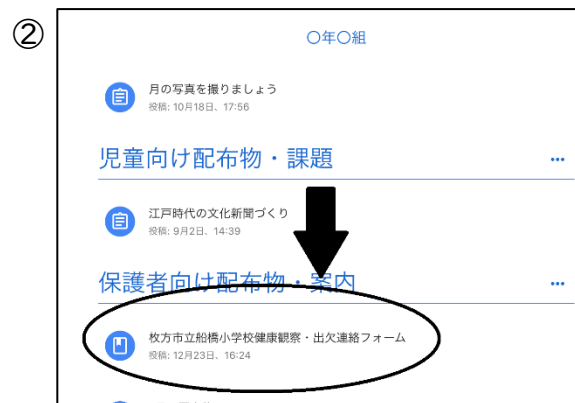 ②
〇年〇組
月の写真を撮りましょう
投稿: 10月18日、17:56
児童向け配布物・課題
江戸時代の文化新聞づくり
投稿: 9月2日、14:39
保護者向け配布物・案内
枚方市立船橋小学校健康観察・出欠連絡フォーム
投稿: 12月23日、16:24